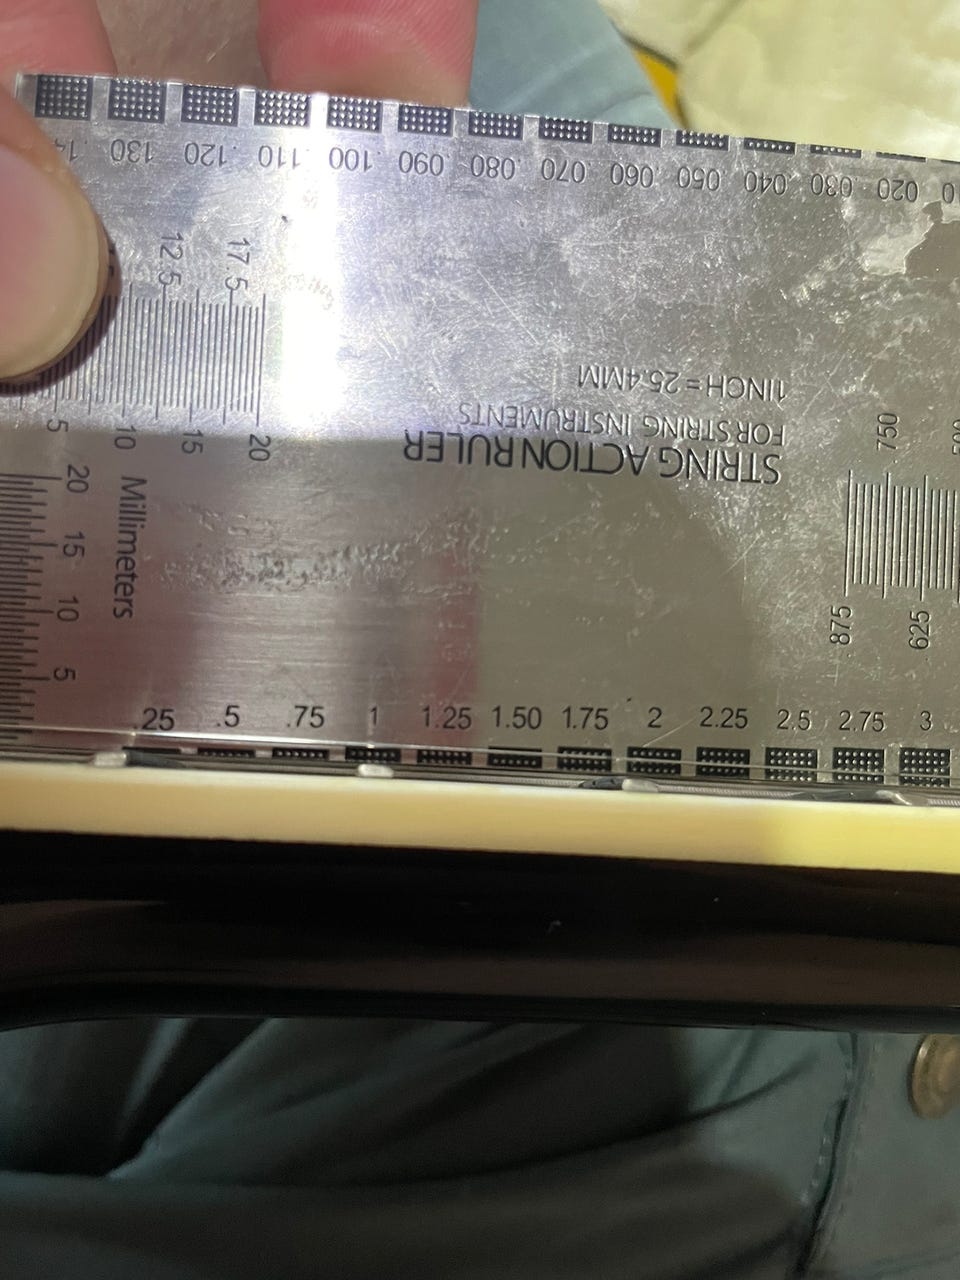 .130 .120 .110 .100 .090 .080 .070 .060 .050 .040 .030 .020
12.5 17.5
1INCH = 25.4MM
FOR STRING INSTRUMENTS
STRING ACTION RULER
5 10 15 20
Millimeters
20 15 10 5
750
875 625
.25 .5 .75 1 1.25 1.50 1.75 2 2.25 2.5 2.75 3